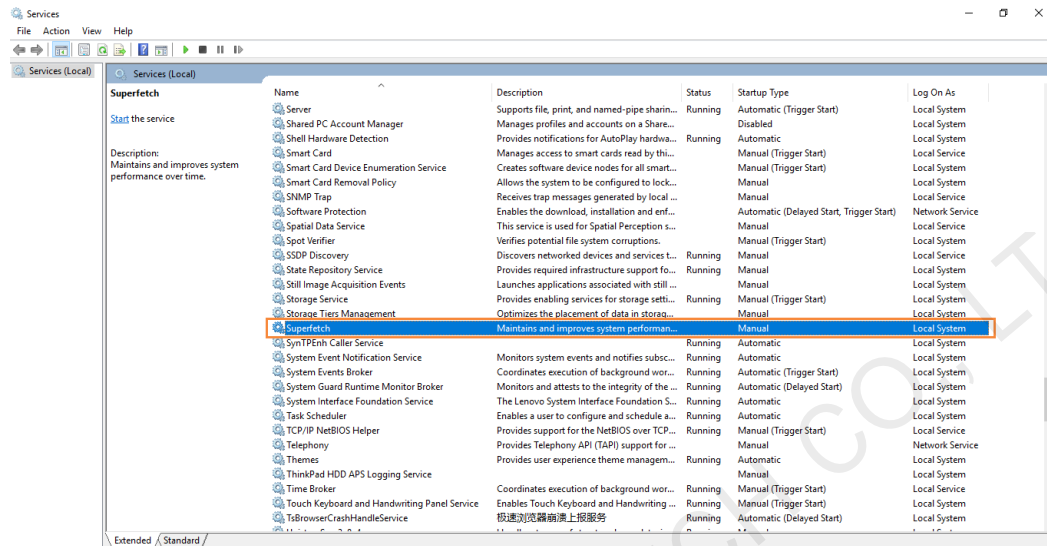 Services
File Action View Help
Services (Local)
Services (Local)
Superfetch
Start the service
Description:
Maintains and improves system
performance over time.
Name Description Status Startup Type Log On As
Server Supports file, print, and named-pipe sharin... Running Automatic (Trigger Start) Local System
Shared PC Account Manager Manages profiles and accounts on a Share... Disabled Local System
Shell Hardware Detection Provides notifications for AutoPlay hardwa... Running Automatic Local System
Smart Card Manages access to smart cards read by thi... Manual (Trigger Start) Local Service
Smart Card Device Enumeration Service Creates software device nodes for all smart... Manual (Trigger Start) Local System
Smart Card Removal Policy Allows the system to be configured to lock... Manual Local System
SNMP Trap Receives trap messages generated by local ... Manual Local Service
Software Protection Enables the download, installation and enf... Automatic (Delayed Start, Trigger Start) Network Service
Spatial Data Service This service is used for Spatial Perception s... Manual Local Service
Spot Verifier Verifies potential file system corruptions. Manual (Trigger Start) Local System
SSDP Discovery Discovers networked devices and services t... Running Manual Local Service
State Repository Service Provides required infrastructure support fo... Running Manual Local System
Still Image Acquisition Events Launches applications associated with still ... Manual Local System
Storage Service Provides enabling services for storage setti... Running Manual (Trigger Start) Local System
Storage Tiers Management Optimizes the placement of data in storag... Manual Local System
Superfetch Maintains and improves system performan... Manual Local System
SynTPEnh Caller Service Running Automatic Local System
System Event Notification Service Monitors system events and notifies subsc... Running Automatic Local System
System Events Broker Coordinates execution of background wor... Running Automatic (Trigger Start) Local System
System Guard Runtime Monitor Broker Monitors and attests to the integrity of the ... Running Automatic (Delayed Start) Local System
System Interface Foundation Service The Lenovo System Interface Foundation S... Running Automatic Local System
Task Scheduler Enables a user to configure and schedule a... Running Automatic Local System
TCP/IP NetBIOS Helper Provides support for the NetBIOS over TCP... Running Manual (Trigger Start) Local Service
Telephony Provides Telephony API (TAPI) support for ... Manual Network Service
Themes Provides user experience theme managem... Running Automatic Local System
ThinkPad HDD APS Logging Service Manual Local System
Time Broker Coordinates execution of background wor... Running Manual (Trigger Start) Local Service
Touch Keyboard and Handwriting Panel Service Enables Touch Keyboard and Handwriting ... Running Manual (Trigger Start) Local System
TsBrowserCrashHandleService 极速浏览器崩溃上报服务 Running Automatic (Delayed Start) Local System
Extended Standard